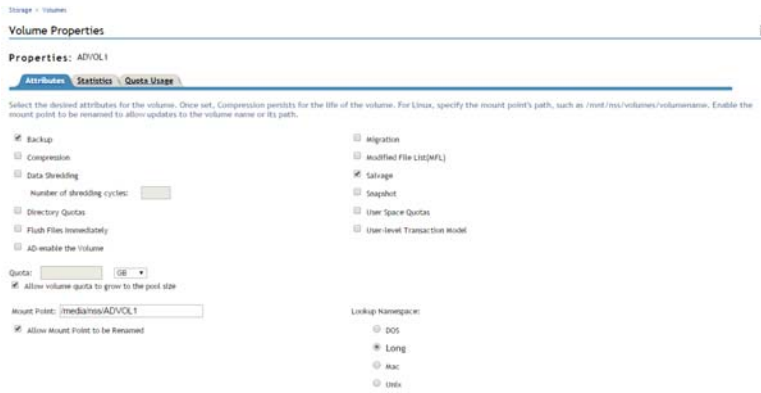 Storage > Volumes
Volume Properties
Properties: ADVOL1
Attributes Statistics Quota Usage
Select the desired attributes for the volume. Once set, Compression persists for the life of the volume. For Linux, specify the mount point's path, such as /mnt/nss/volumes/volumename. Enable the
mount point to be renamed to allow updates to the volume name or its path.
Backup
Migration
Compression
Modified File List(MFL)
Data Shredding
Salvage
Number of shredding cycles:
Snapshot
Directory Quotas
User Space Quotas
Flush Files Immediately
User-level Transaction Model
AD-enable the Volume
Quota: GB
Allow volume quota to grow to the pool size
Mount Point: /media/nss/ADVOL1
Lookup Namespace:
Allow Mount Point to be Renamed
DOS
Long
Mac
Unix